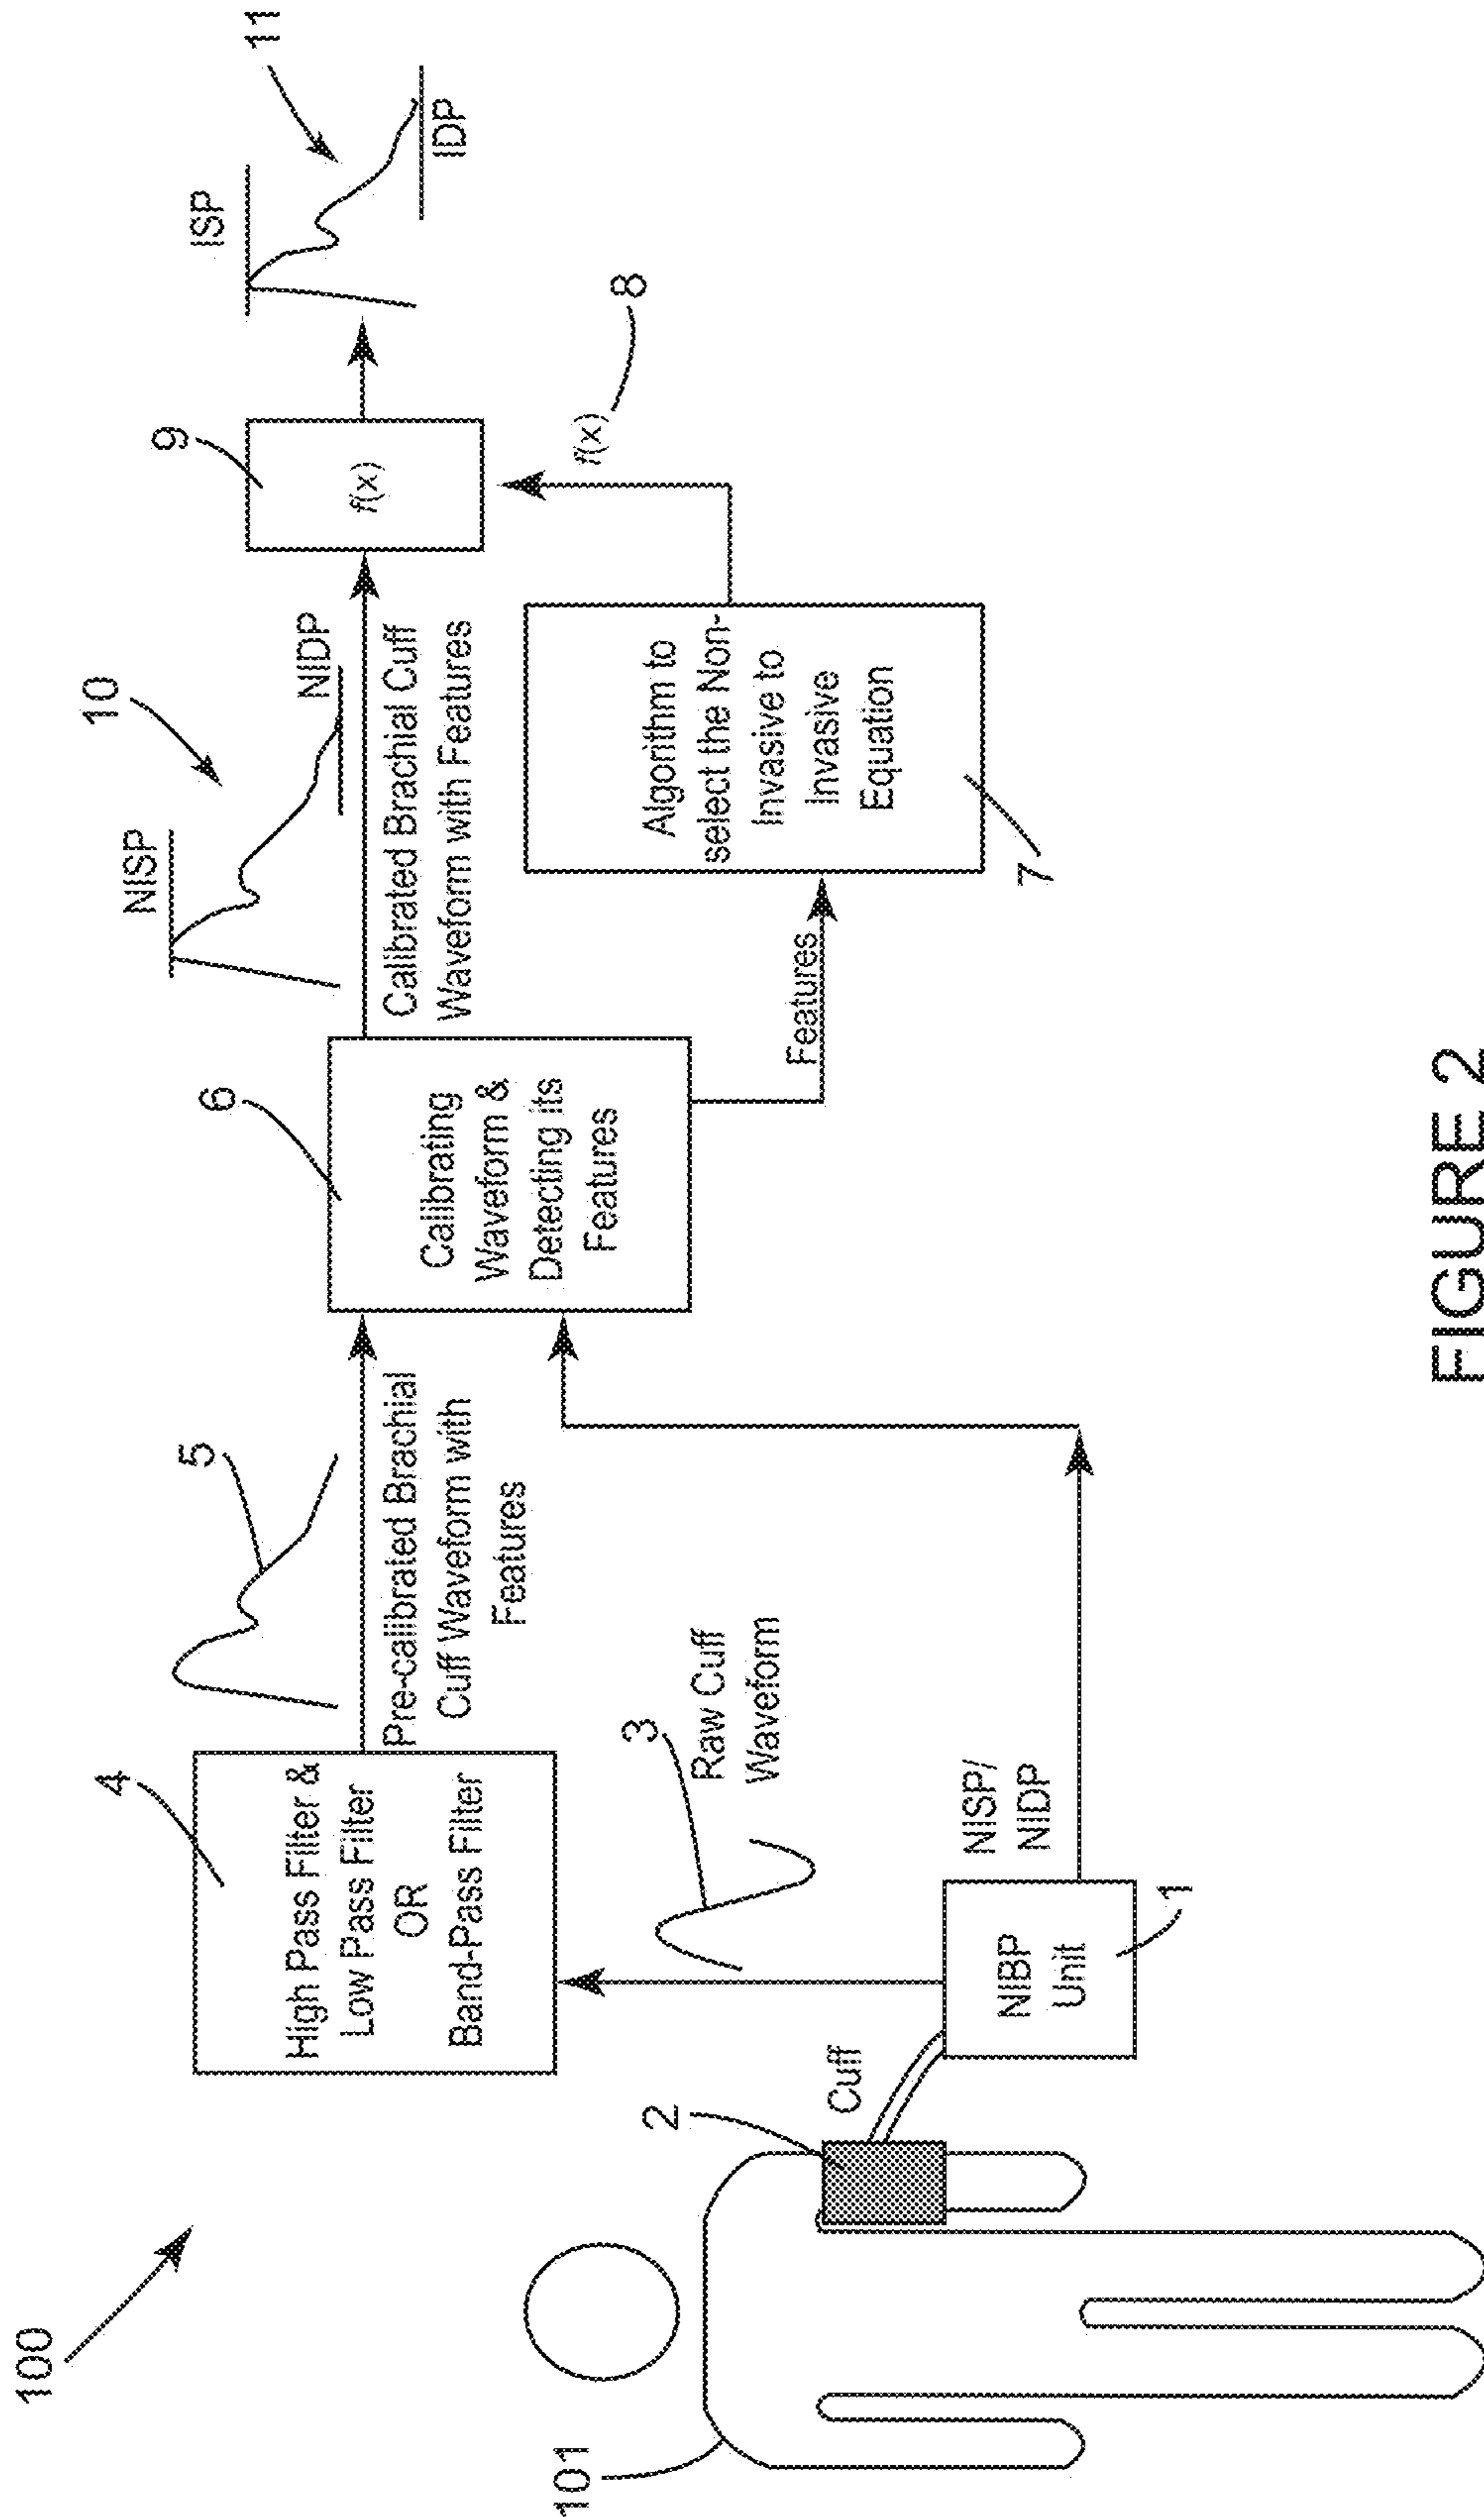 100
101
2
Cuff
NIBP
Unit
1
NISP/
NIDP
3
Raw Cuff
Waveform
4
High Pass Filter &
Low Pass Filter
OR
Band-Pass Filter
5
Pre-calibrated Brachial
Cuff Waveform with
Features
6
Calibrating
Waveform &
Detecting its
Features
Features
10
NISP
NIDP
Calibrated Brachial Cuff
Waveform with Features
7
Algorithm to
select the Non-
Invasive to
Invasive
Equation
8
f(x)
9
f(x)
11
ISP
IDP
FIGURE 2